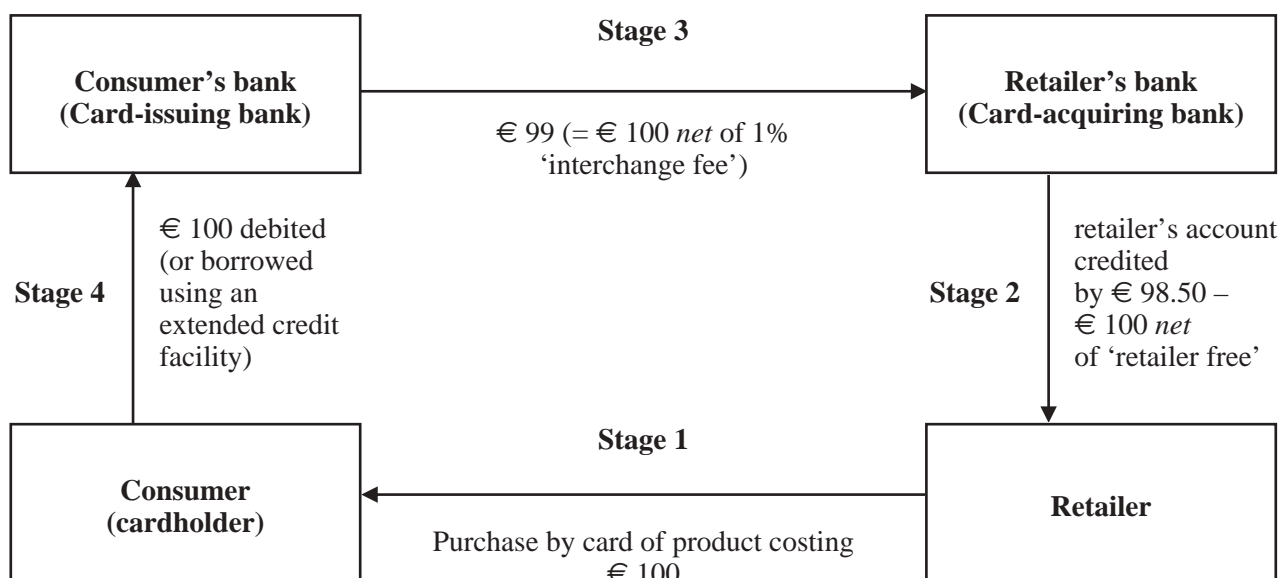 Stage 3
Consumer's bank
(Card-issuing bank)
Retailer's bank
(Card-acquiring bank)
€ 99 (= € 100 net of 1%
'interchange fee')
Stage 4
€ 100 debited
(or borrowed
using an
extended credit
facility)
Stage 2
retailer's account
credited
by € 98.50 –
€ 100 net
of 'retailer free'
Stage 1
Consumer
(cardholder)
Retailer
Purchase by card of product costing
€ 100